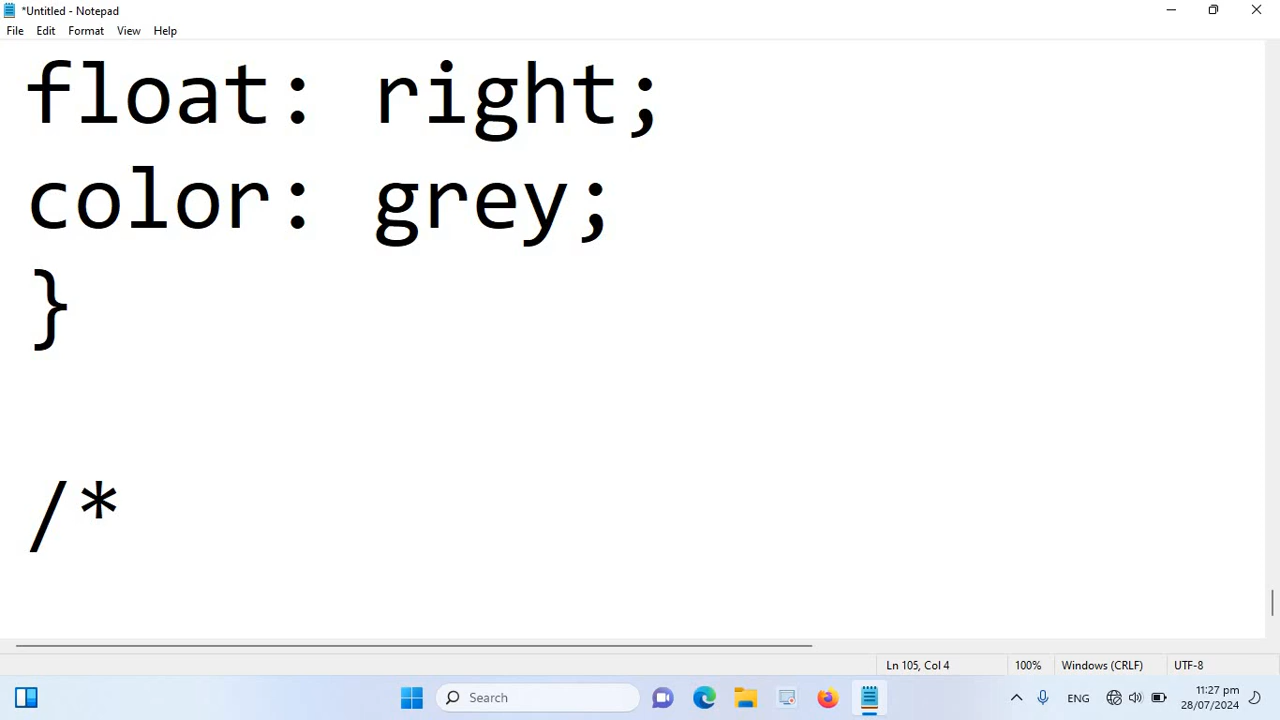 *Untitled - Notepad
File Edit Format View Help
float: right;
color: grey;
}
/*
Ln 105, Col 4 100% Windows (CRLF) UTF-8
Search ENG 11:27 pm
28/07/2024